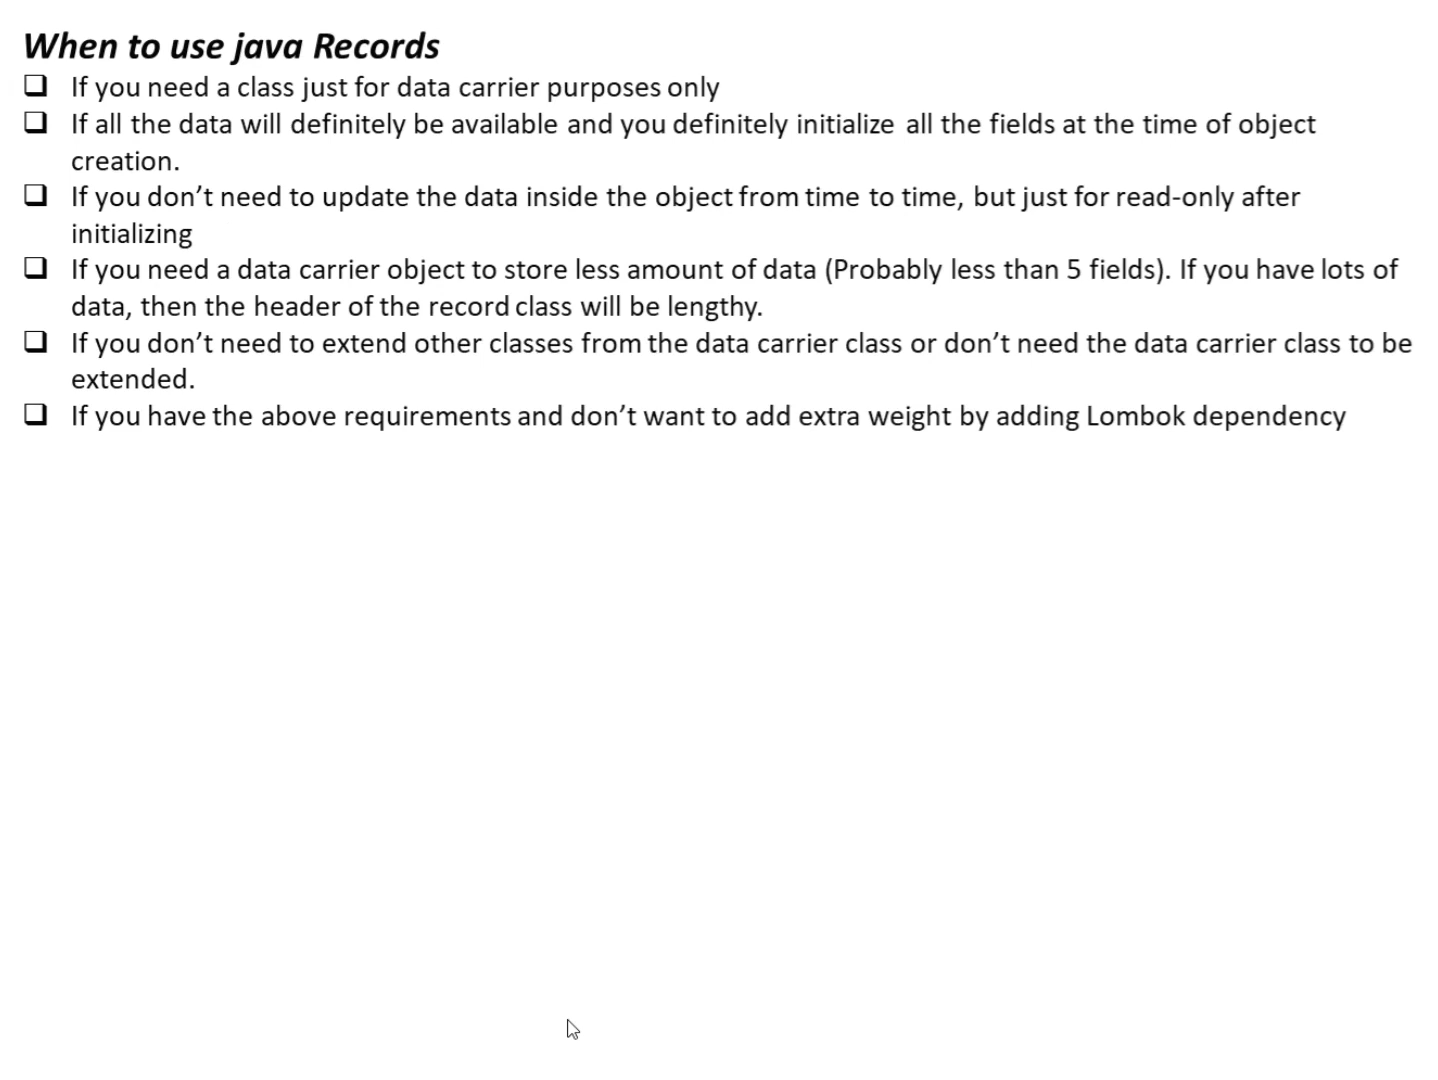 When to use java Records
❑ If you need a class just for data carrier purposes only
❑ If all the data will definitely be available and you definitely initialize all the fields at the time of object
creation.
❑ If you don’t need to update the data inside the object from time to time, but just for read-only after
initializing
❑ If you need a data carrier object to store less amount of data (Probably less than 5 fields). If you have lots of
data, then the header of the record class will be lengthy.
❑ If you don’t need to extend other classes from the data carrier class or don’t need the data carrier class to be
extended.
❑ If you have the above requirements and don’t want to add extra weight by adding Lombok dependency